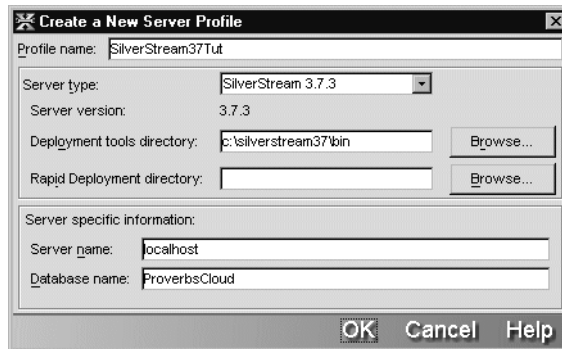 Create a New Server Profile
Profile name: SilverStream37Tut
Server type: SilverStream 3.7.3
Server version: 3.7.3
Deployment tools directory: c:\silverstream37\bin Browse...
Rapid Deployment directory: Browse...
Server specific information:
Server name: localhost
Database name: ProverbsCloud
OK Cancel Help